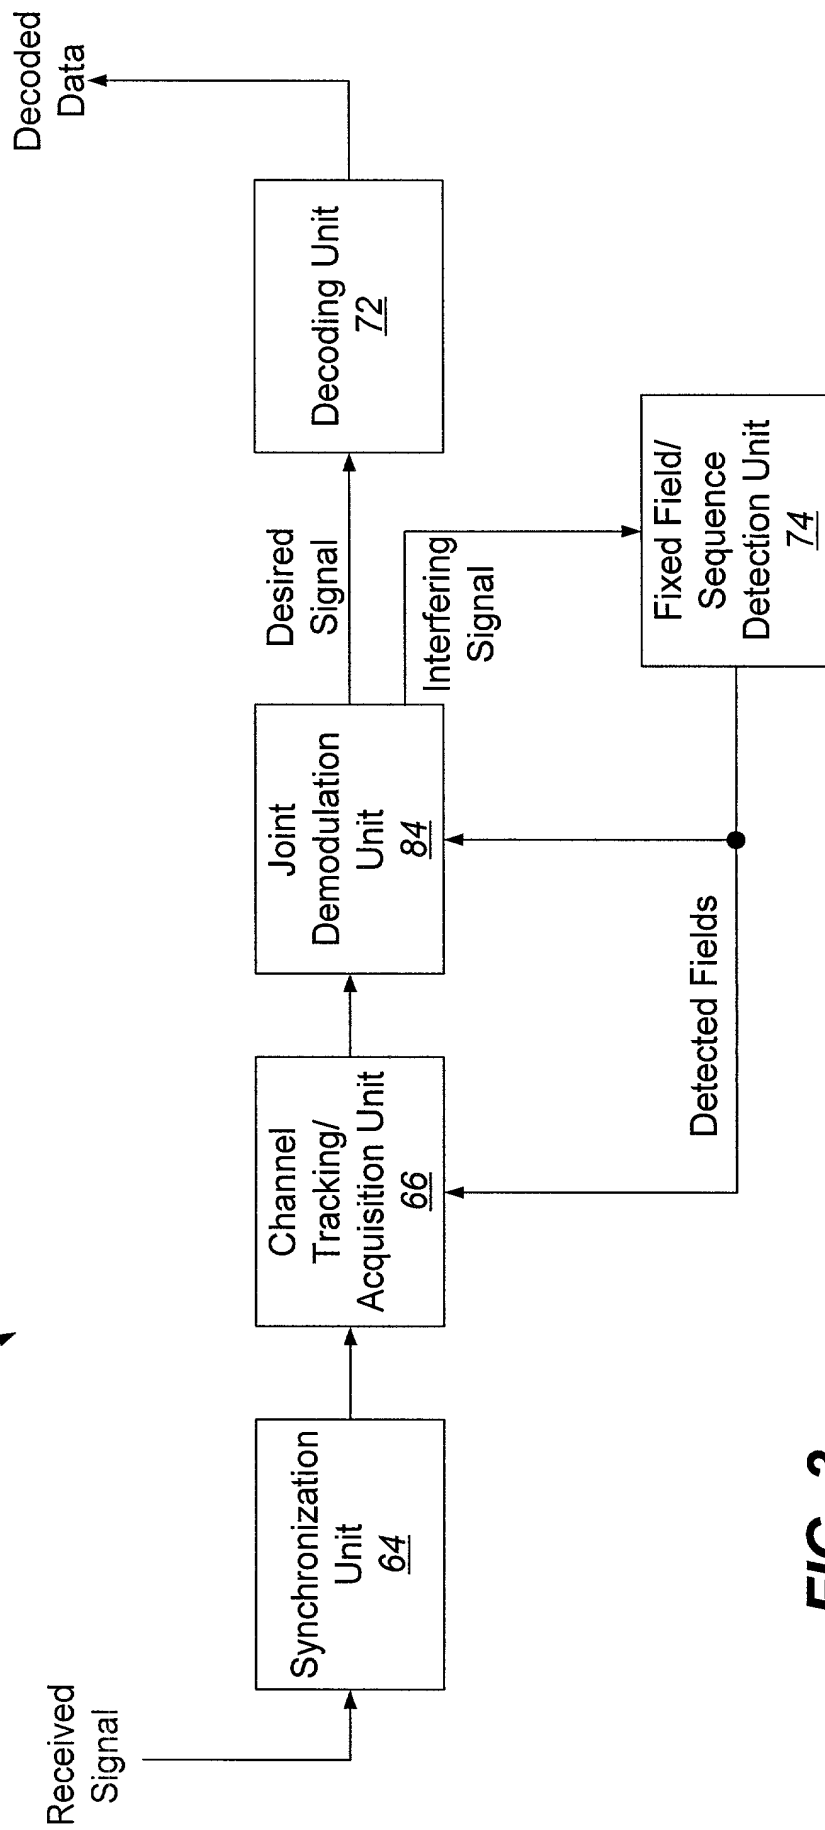 Received
Signal
Synchronization
Unit
64
Channel
Tracking/
Acquisition Unit
66
Joint
Demodulation
Unit
84
Desired
Signal
Interfering
Signal
Decoding Unit
72
Decoded
Data
Fixed Field/
Sequence
Detection Unit
74
Detected Fields
FIG.